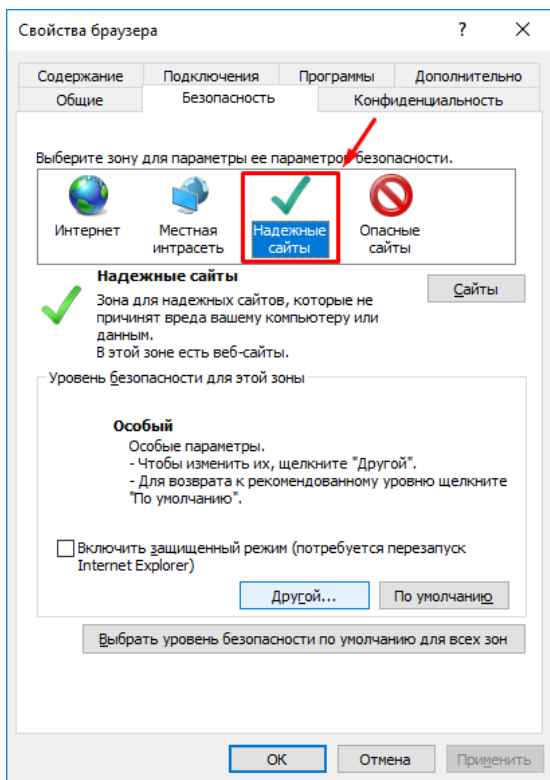 Свойства браузера
?
Содержание Подключения Программы Дополнительно
Общие Безопасность Конфиденциальность
Выберите зону для параметры ее параметров безопасности.
Интернет Местная интрасеть Надежные сайты Опасные сайты
Надежные сайты
Сайты
Зона для надежных сайтов, которые не
причинят вреда вашему компьютеру или
данным.
В этой зоне есть веб-сайты.
Уровень безопасности для этой зоны
Особый
Особые параметры.
- Чтобы изменить их, щелкните "Другой".
- Для возврата к рекомендованному уровню щелкните
"По умолчанию".
Включить защищенный режим (потребуется перезапуск
Internet Explorer)
Другой... По умолчанию
Выбрать уровень безопасности по умолчанию для всех зон
ОК Отмена Применить